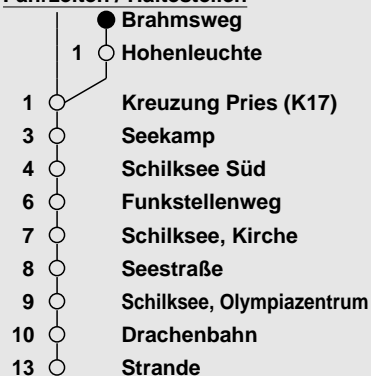 Fahrzeiten / Haltestellen
Brahmsweg
1 Hohenleuchte
1 Kreuzung Pries (K17)
3 Seekamp
4 Schilksee Süd
6 Funkstellenweg
7 Schilksee, Kirche
8 Seestraße
9 Schilksee, Olympiazentrum
10 Drachenbahn
13 Strande